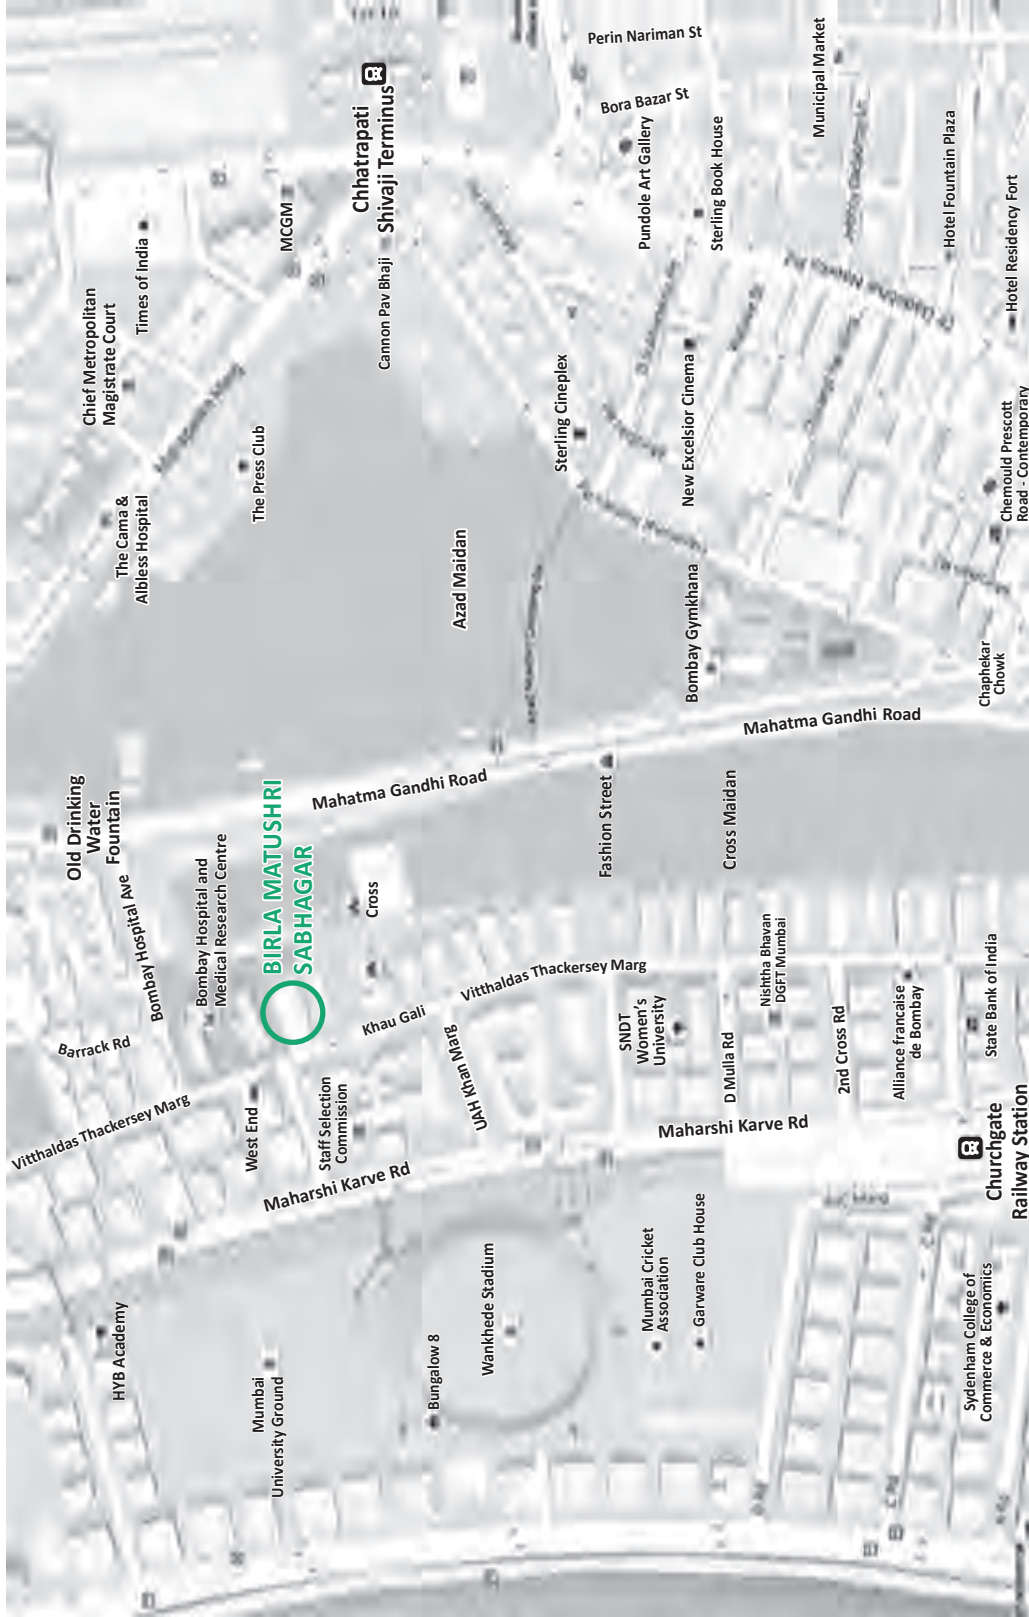 Perin Nariman St
Bora Bazar St
Municipal Market
Pundole Art Gallery
Sterling Book House
Hotel Fountain Plaza
Hotel Residency Fort
Chhatrapati
Shivaji Terminus
MCGM
Times of India
Cannon Pav Bhaji
Chief Metropolitan
Magistrate Court
The Press Club
The Cama &
Albless Hospital
Sterling Cineplex
New Excelsior Cinema
Chemould Prescott
Road - Contemporary
Azad Maidan
Bombay Gymkhana
Chaphekar
Chowk
Mahatma Gandhi Road
Mahatma Gandhi Road
Fashion Street
Cross Maidan
Old Drinking
Water
Fountain
Bombay Hospital Ave
Bombay Hospital and
Medical Research Centre
BIRLA MATUSHRI
SABHAGAR
Cross
Khau Gali
Vitthaldas Thackersey Marg
Barrack Rd
Vitthaldas Thackersey Marg
West End
Staff Selection
Commission
UAH Khan Marg
SNDT
Women's
University
D Mulla Rd
Nishtha Bhavan
DGFT Mumbai
2nd Cross Rd
Alliance francaise
de Bombay
State Bank of India
Maharshi Karve Rd
Maharshi Karve Rd
Churchgate
Railway Station
HYB Academy
Mumbai
University Ground
Bungalow 8
Wankhede Stadium
Mumbai Cricket
Association
Garware Club House
Sydenham College of
Commerce & Economics
D Rd
C Rd